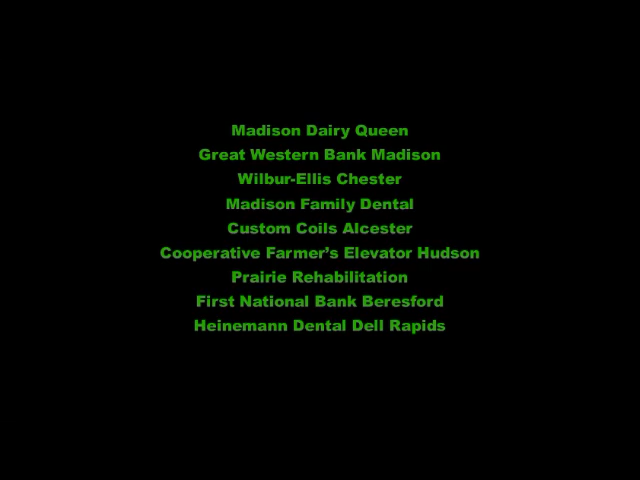 Madison Dairy Queen
Great Western Bank Madison
Wilbur-Ellis Chester
Madison Family Dental
Custom Coils Alcester
Cooperative Farmer’s Elevator Hudson
Prairie Rehabilitation
First National Bank Beresford
Heinemann Dental Dell Rapids